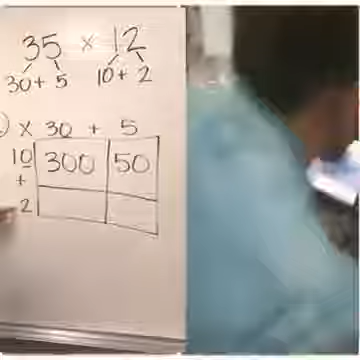 35 x 12
30 + 5 10 + 2
x 30 + 5
10 300 50
+
2